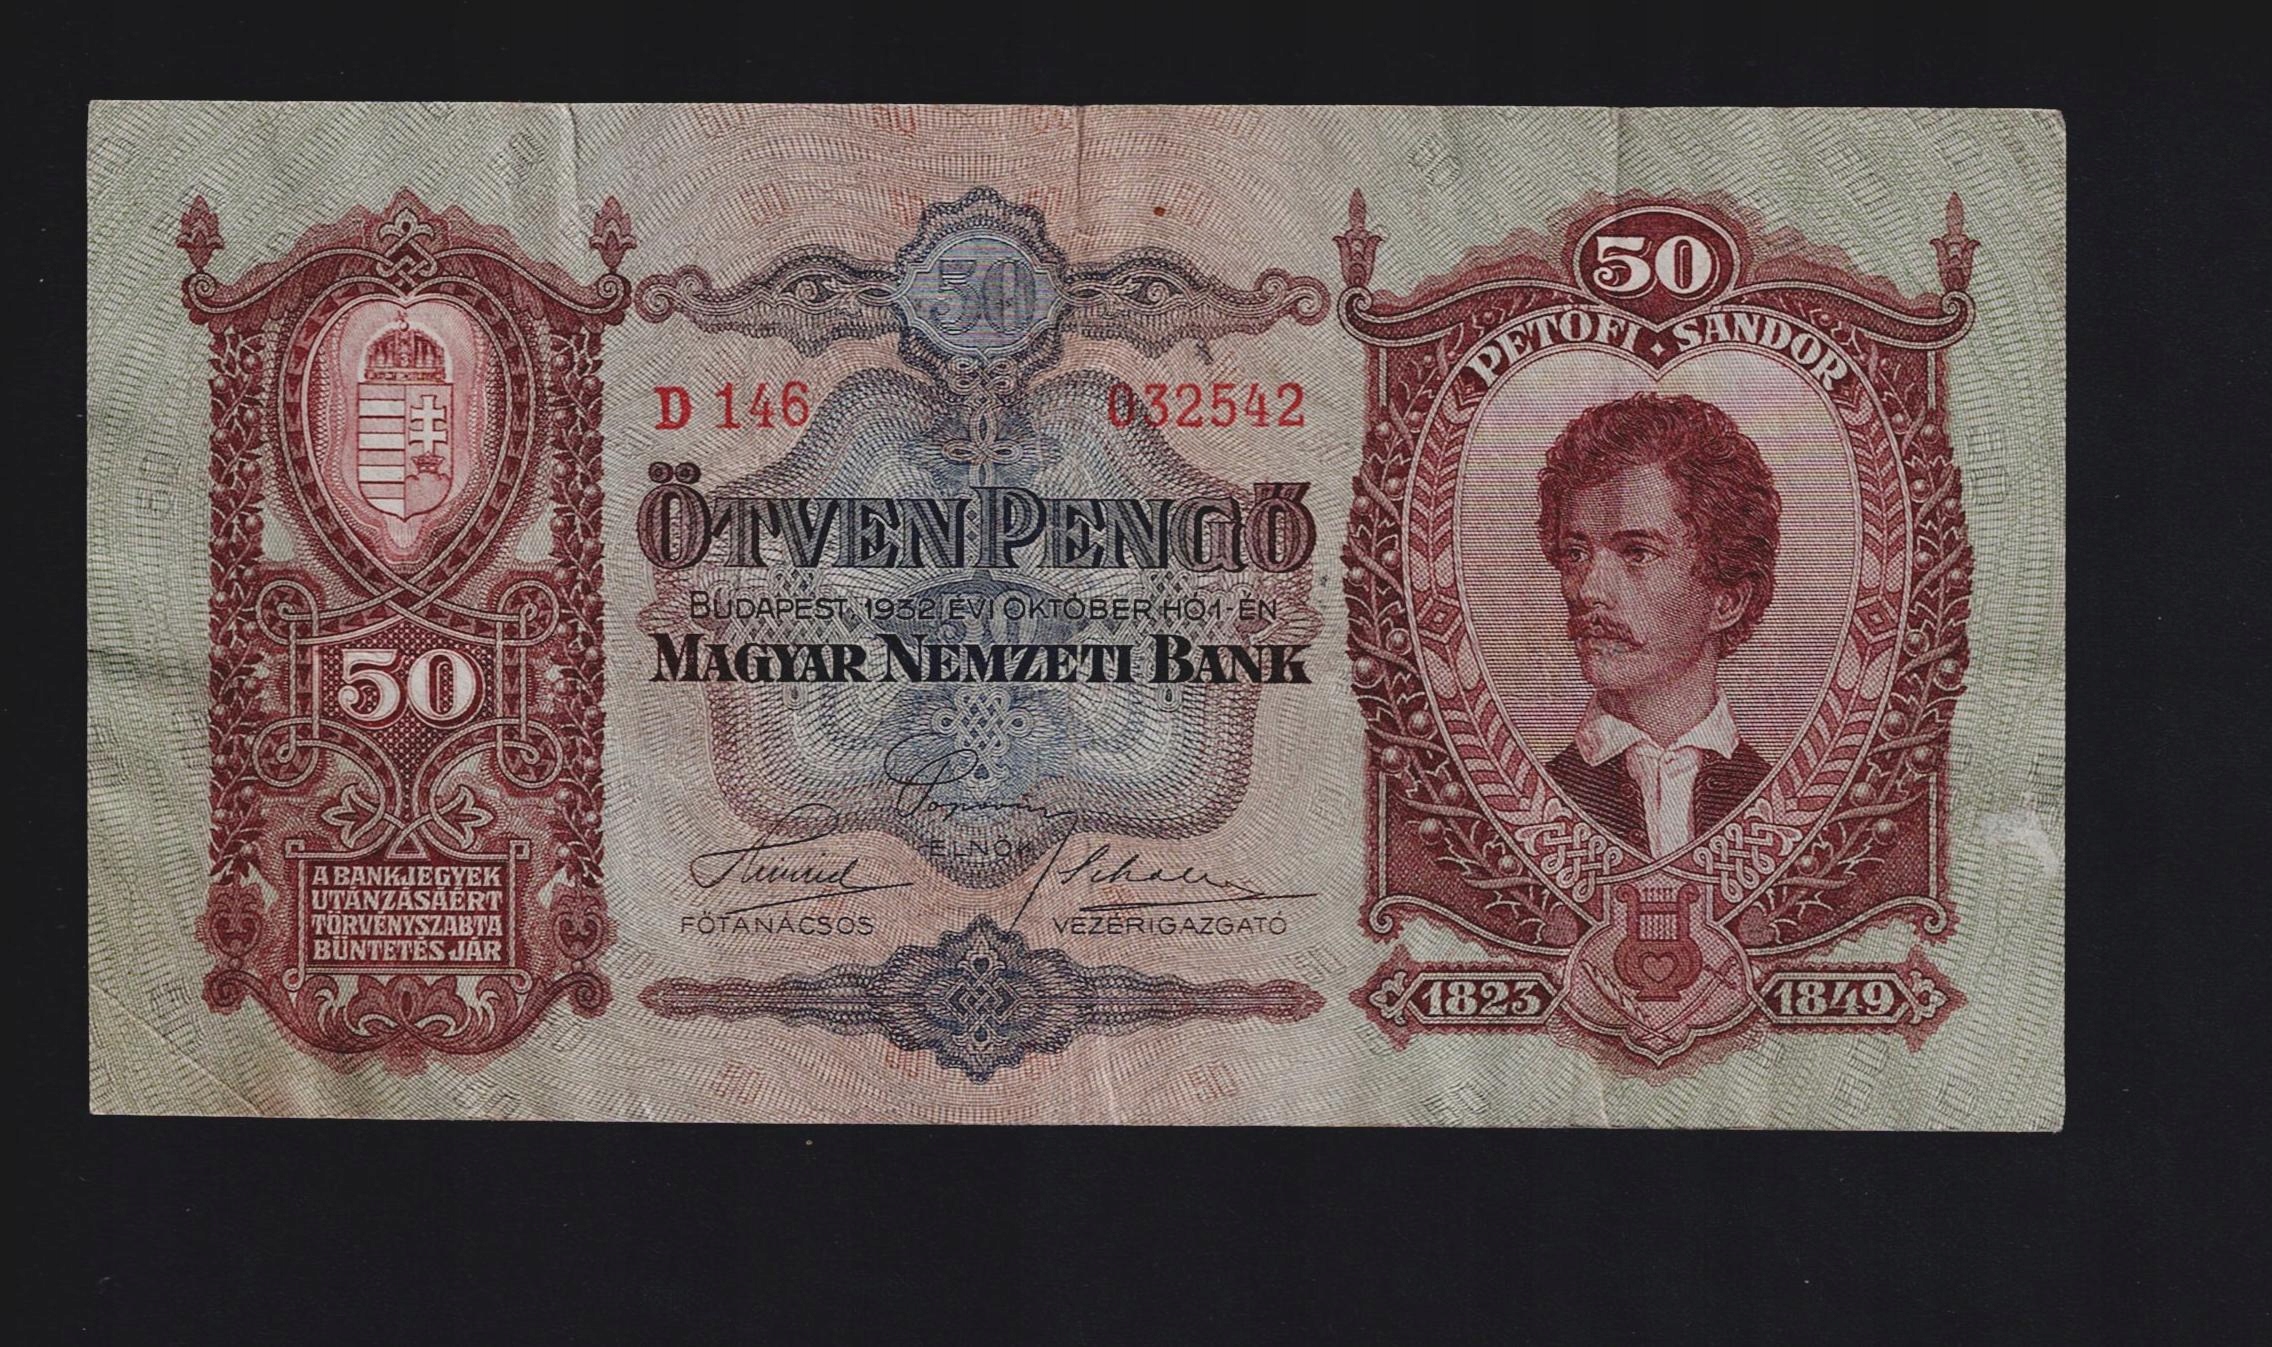 50
50
PETŐFI · SÁNDOR
D 146
032542
ÖTVEN PENGŐ
BUDAPEST, 1932 ÉVI OKTÓBER HÓ 1-ÉN
MAGYAR NEMZETI BANK
50
ELNÖK
FŐTANÁCSOS
VEZÉRIGAZGATÓ
A BANKJEGYEK
UTÁNZÁSÁÉRT
TÖRVÉNYSZABTA
BÜNTETÉS JÁR
1823
1849